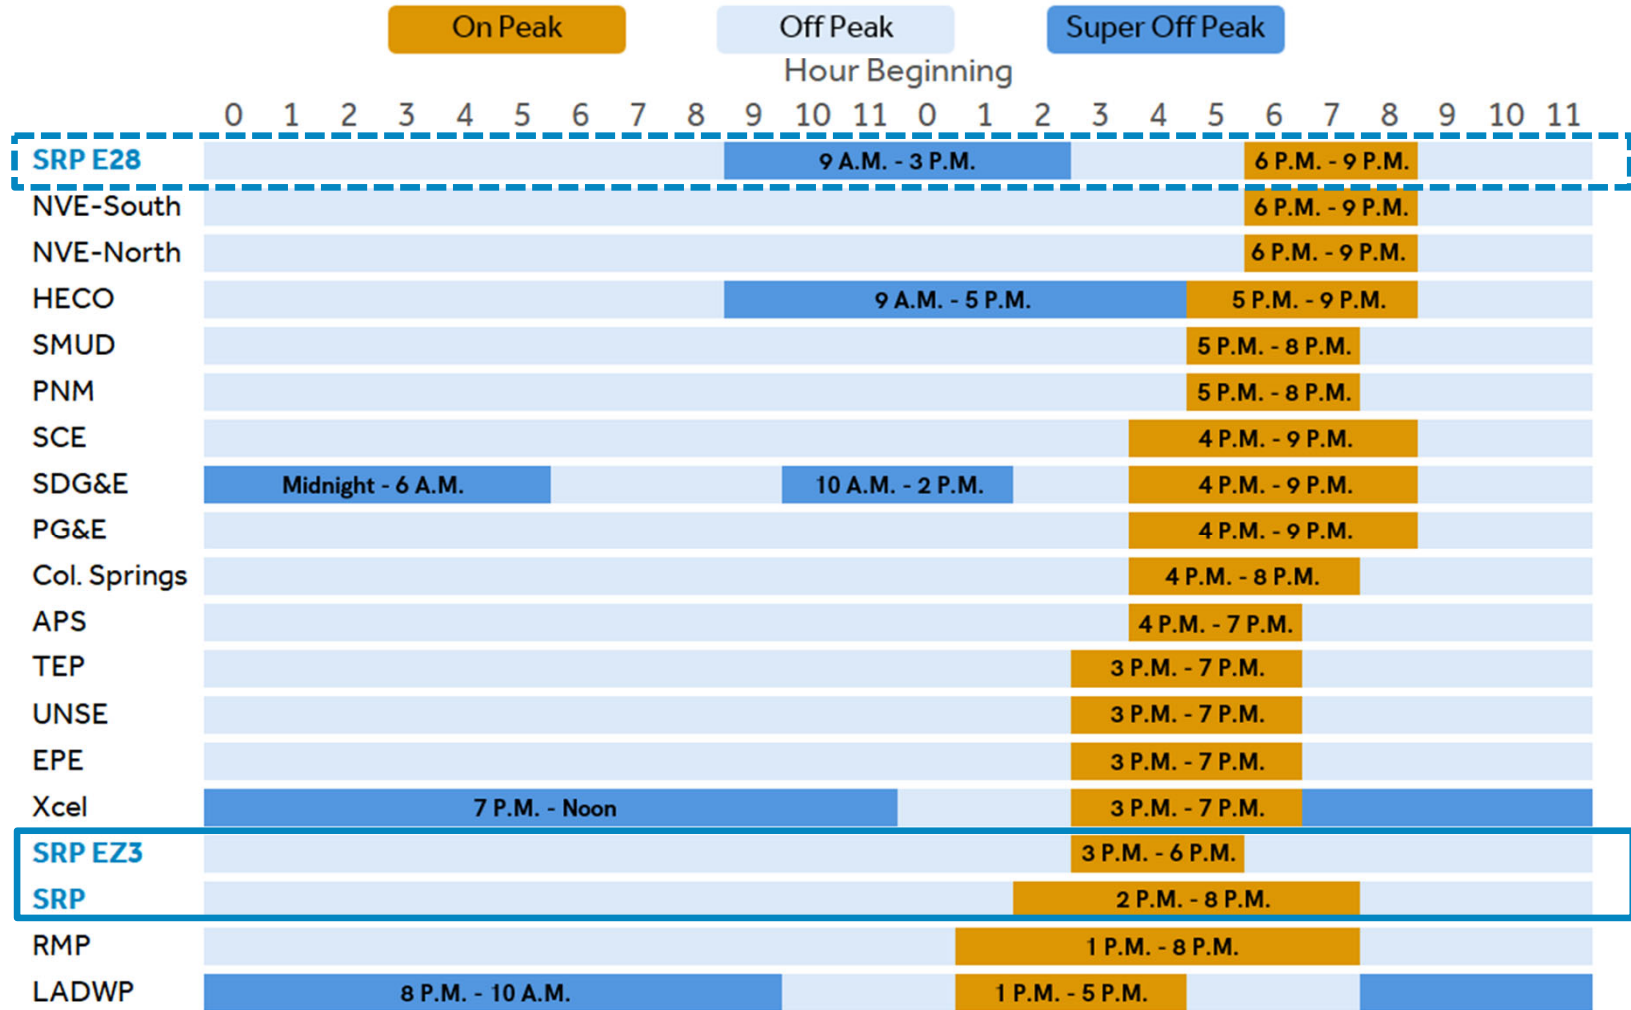 On Peak Off Peak Super Off Peak
Hour Beginning
0 1 2 3 4 5 6 7 8 9 10 11 0 1 2 3 4 5 6 7 8 9 10 11
SRP E28 9 A.M. - 3 P.M. 6 P.M. - 9 P.M.
NVE-South 6 P.M. - 9 P.M.
NVE-North 6 P.M. - 9 P.M.
HECO 9 A.M. - 5 P.M. 5 P.M. - 9 P.M.
SMUD 5 P.M. - 8 P.M.
PNM 5 P.M. - 8 P.M.
SCE 4 P.M. - 9 P.M.
SDG&E Midnight - 6 A.M. 10 A.M. - 2 P.M. 4 P.M. - 9 P.M.
PG&E 4 P.M. - 9 P.M.
Col. Springs 4 P.M. - 8 P.M.
APS 4 P.M. - 7 P.M.
TEP 3 P.M. - 7 P.M.
UNSE 3 P.M. - 7 P.M.
EPE 3 P.M. - 7 P.M.
Xcel 7 P.M. - Noon 3 P.M. - 7 P.M.
SRP EZ3 3 P.M. - 6 P.M.
SRP 2 P.M. - 8 P.M.
RMP 1 P.M. - 8 P.M.
LADWP 8 P.M. - 10 A.M. 1 P.M. - 5 P.M.